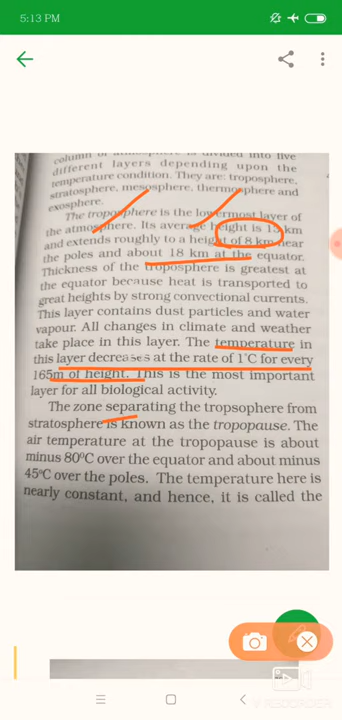 5:13 PM
column of atmosphere is divided into five
different layers depending upon the
temperature condition. They are: troposphere,
stratosphere, mesosphere, thermosphere and
exosphere.
The troposphere is the lowermost layer of
the atmosphere. Its average height is 13 km
and extends roughly to a height of 8 km near
the poles and about 18 km at the equator.
Thickness of the troposphere is greatest at
the equator because heat is transported to
great heights by strong convectional currents.
This layer contains dust particles and water
vapour. All changes in climate and weather
take place in this layer. The temperature in
this layer decreases at the rate of 1°C for every
165m of height. This is the most important
layer for all biological activity.
The zone separating the tropsophere from
stratosphere is known as the tropopause. The
air temperature at the tropopause is about
minus 80°C over the equator and about minus
45°C over the poles. The temperature here is
nearly constant, and hence, it is called the
RECORDER